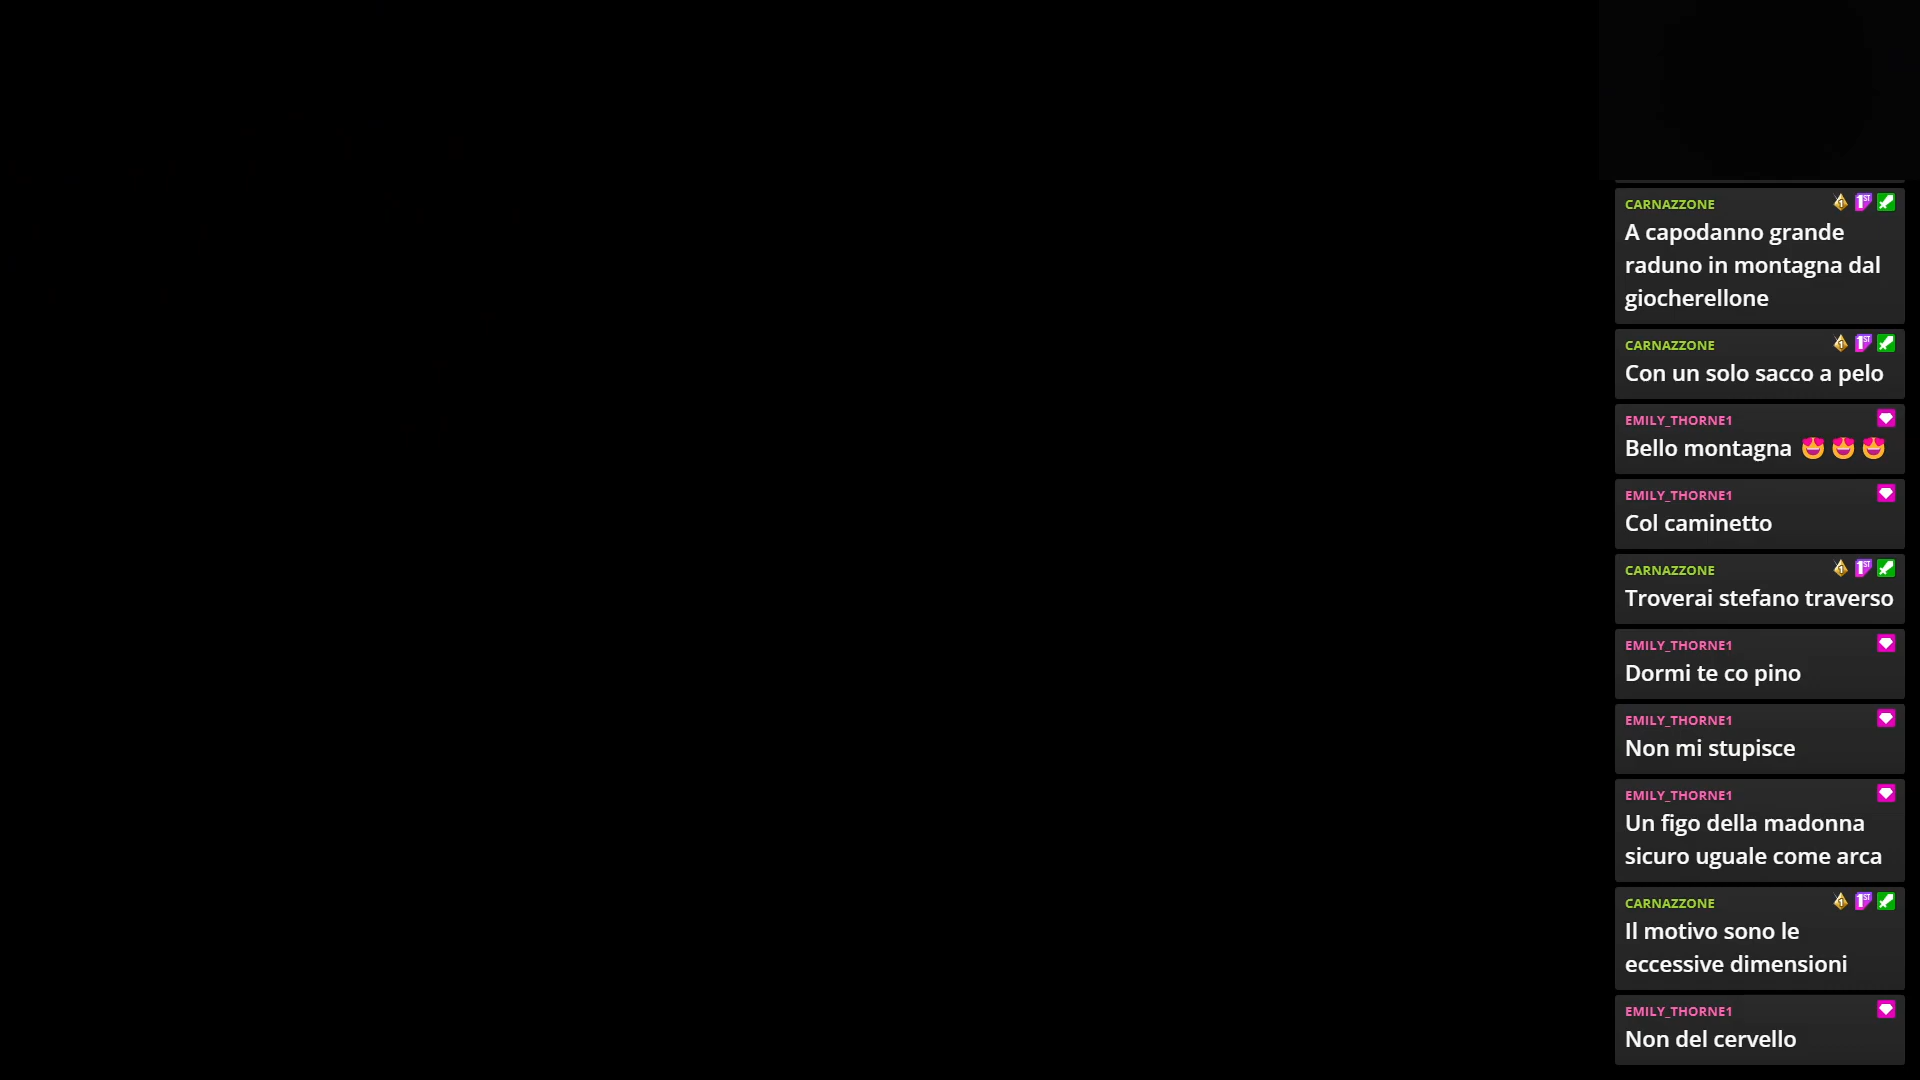 CARNAZZONE
A capodanno grande
raduno in montagna dal
giocherellone
CARNAZZONE
Con un solo sacco a pelo
EMILY_THORNE1
Bello montagna 😍 😍 😍
EMILY_THORNE1
Col caminetto
CARNAZZONE
Troverai stefano traverso
EMILY_THORNE1
Dormi te co pino
EMILY_THORNE1
Non mi stupisce
EMILY_THORNE1
Un figo della madonna
sicuro uguale come arca
CARNAZZONE
Il motivo sono le
eccessive dimensioni
EMILY_THORNE1
Non del cervello